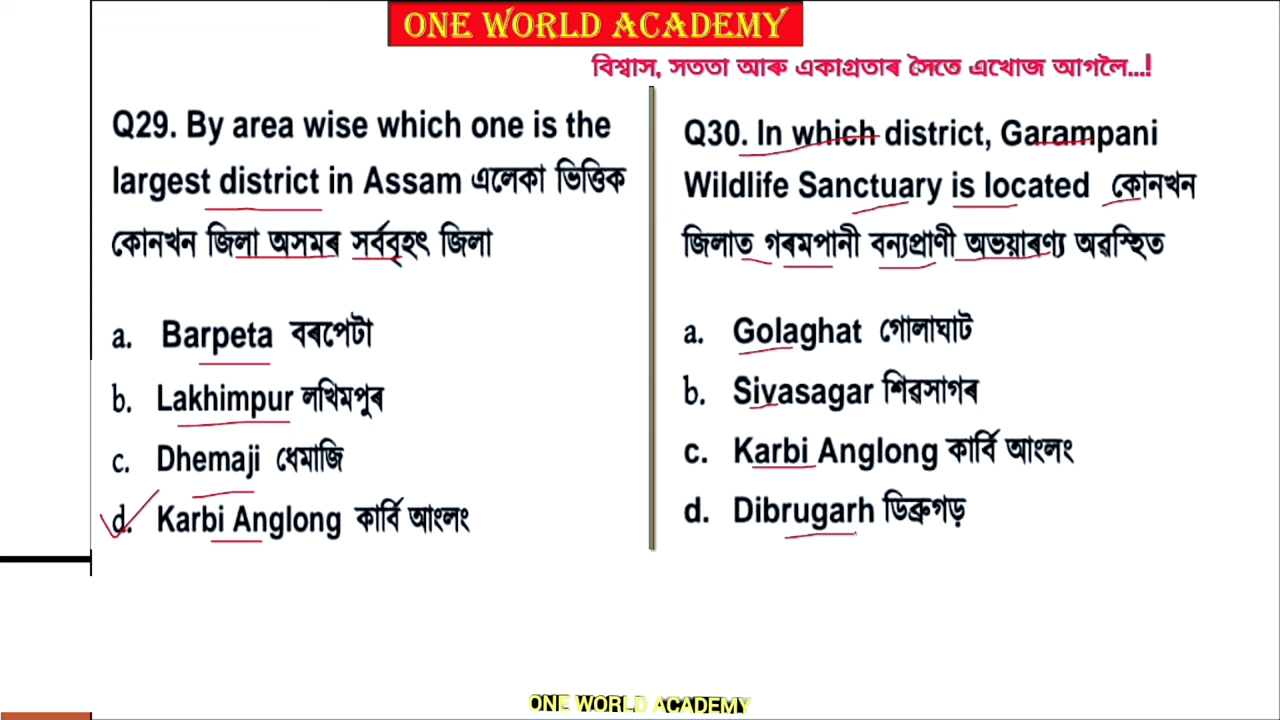 ONE WORLD ACADEMY
বিশ্বাস, সততা আৰু একাগ্ৰতাৰ সৈতে এখোজ আগলৈ...!
Q29. By area wise which one is the
largest district in Assam এলেকা ভিত্তিক
কোনখন জিলা অসমৰ সৰ্ববৃহৎ জিলা
a. Barpeta বৰপেটা
b. Lakhimpur লখিমপুৰ
c. Dhemaji ধেমাজি
d. Karbi Anglong কাৰ্বি আংলং
Q30. In which district, Garampani
Wildlife Sanctuary is located কোনখন
জিলাত গৰমপানী বন্যপ্ৰাণী অভয়াৰণ্য অৱস্থিত
a. Golaghat গোলাঘাট
b. Sivasagar শিৱসাগৰ
c. Karbi Anglong কাৰ্বি আংলং
d. Dibrugarh ডিব্ৰুগড়
ONE WORLD ACADEMY